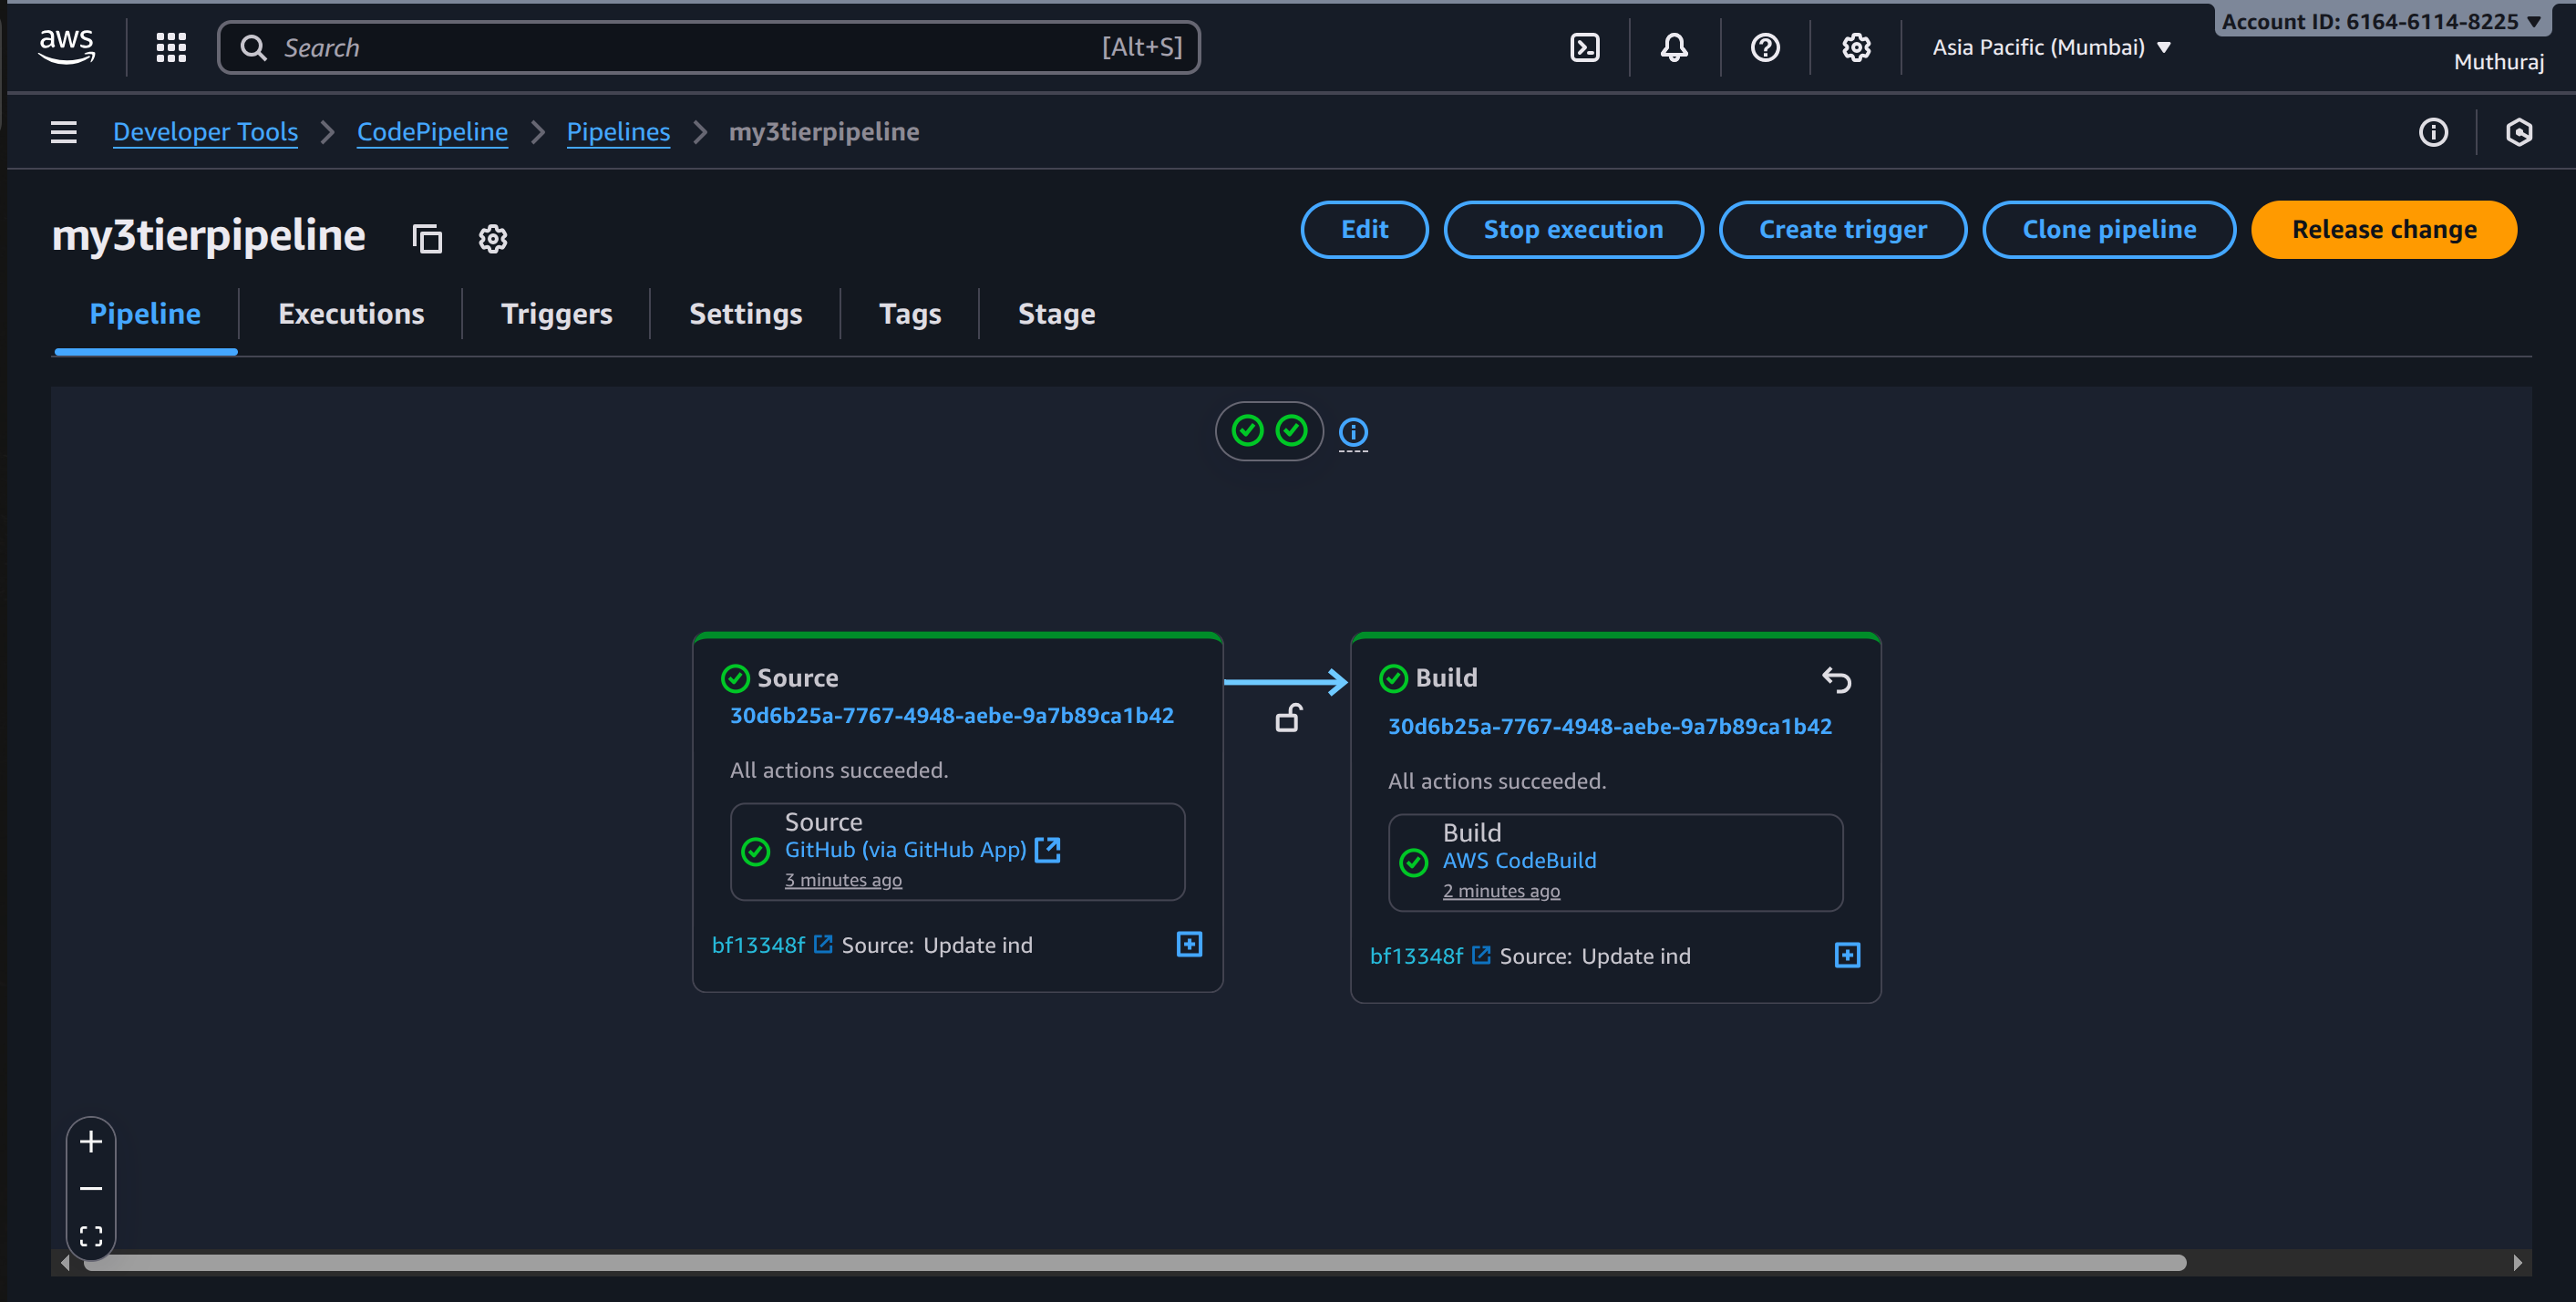 aws
Search [Alt+S]
Asia Pacific (Mumbai)
Account ID: 6164-6114-8225
Muthuraj
Developer Tools
CodePipeline
Pipelines
my3tierpipeline
my3tierpipeline
Edit
Stop execution
Create trigger
Clone pipeline
Release change
Pipeline
Executions
Triggers
Settings
Tags
Stage
Source
30d6b25a-7767-4948-aebe-9a7b89ca1b42
All actions succeeded.
Source
GitHub (via GitHub App)
3 minutes ago
bf13348f Source: Update ind
Build
30d6b25a-7767-4948-aebe-9a7b89ca1b42
All actions succeeded.
Build
AWS CodeBuild
2 minutes ago
bf13348f Source: Update ind